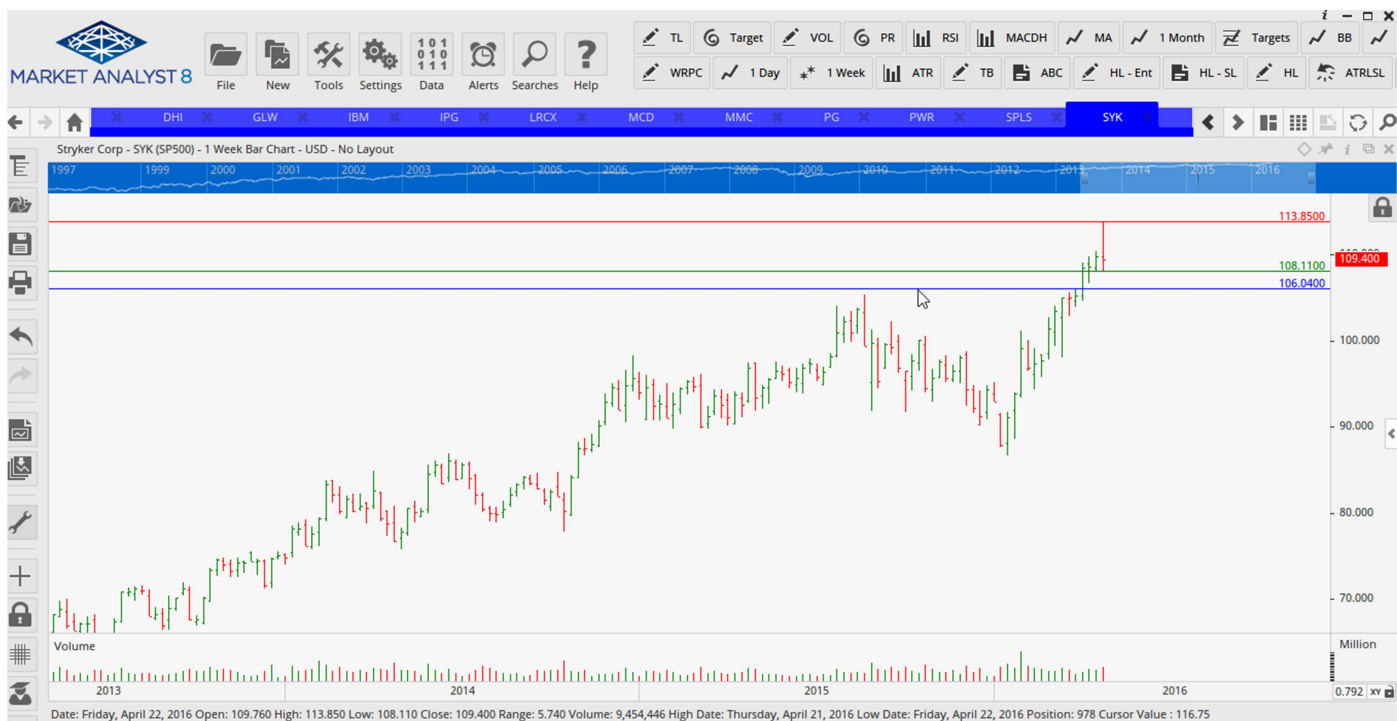 i
TL Target VOL PR RSI MACDH MA 1 Month Targets BB
MARKET ANALYST 8
File New Tools Settings Data Alerts Searches Help
WRPC 1 Day 1 Week ATR TB ABC HL - Ent HL - SL HL ATRLSL
DHI GLW IBM IPG LRCX MCD MMC PG PWR SPLS SYK
Stryker Corp - SYK (SP500) - 1 Week Bar Chart - USD - No Layout
1997 1999 2000 2001 2002 2003 2004 2005 2006 2007 2008 2009 2010 2011 2012 2013 2014 2015 2016
113.8500
109.400
108.1100
106.0400
100.000
90.000
80.000
70.000
Volume
Million
2013 2014 2015 2016
0.792 XY
Date: Friday, April 22, 2016 Open: 109.760 High: 113.850 Low: 108.110 Close: 109.400 Range: 5.740 Volume: 9,454,446 High Date: Thursday, April 21, 2016 Low Date: Friday, April 22, 2016 Position: 978 Cursor Value : 116.75